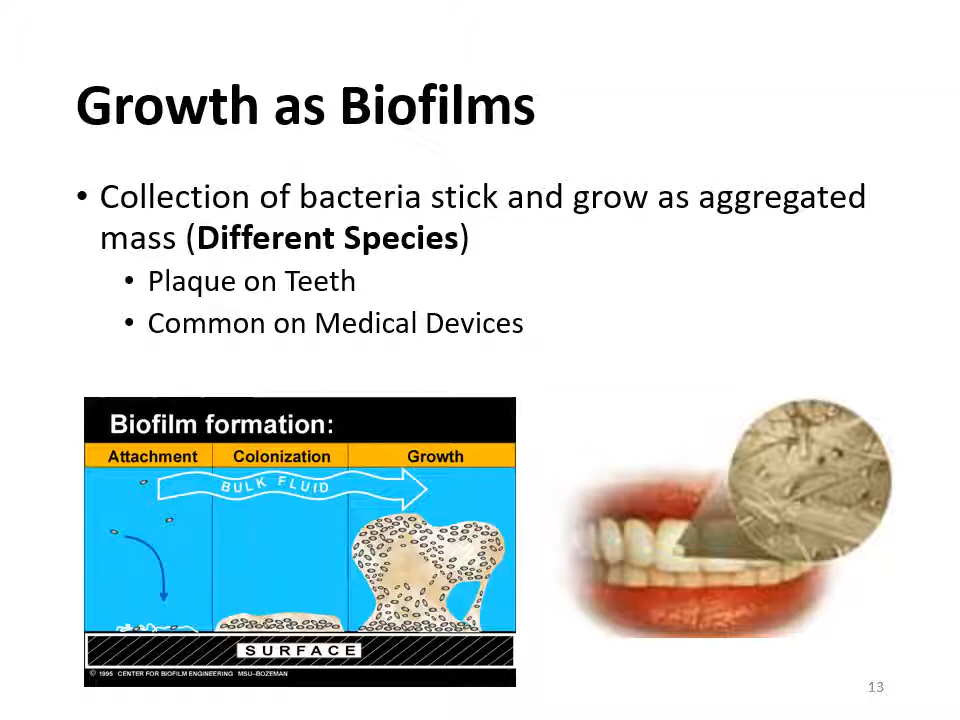 Growth as Biofilms
• Collection of bacteria stick and grow as aggregated
mass (Different Species)
• Plaque on Teeth
• Common on Medical Devices
Biofilm formation:
Attachment Colonization Growth
BULK FLUID
SURFACE
© 1995 CENTER FOR BIOFILM ENGINEERING MSU-BOZEMAN
13